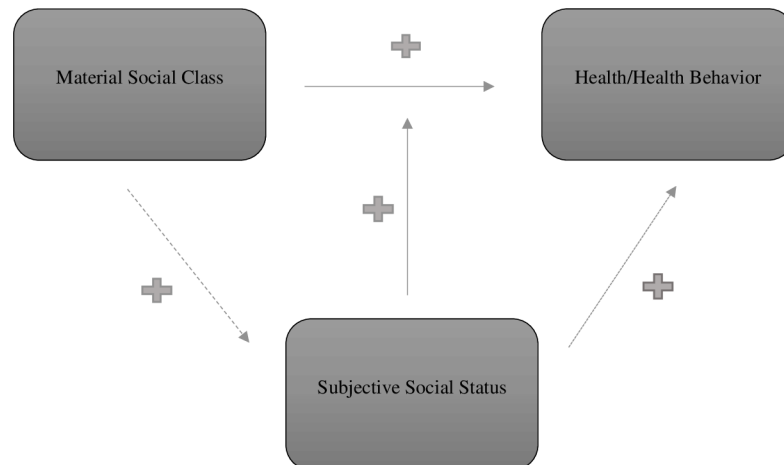 Material Social Class
Health/Health Behavior
Subjective Social Status